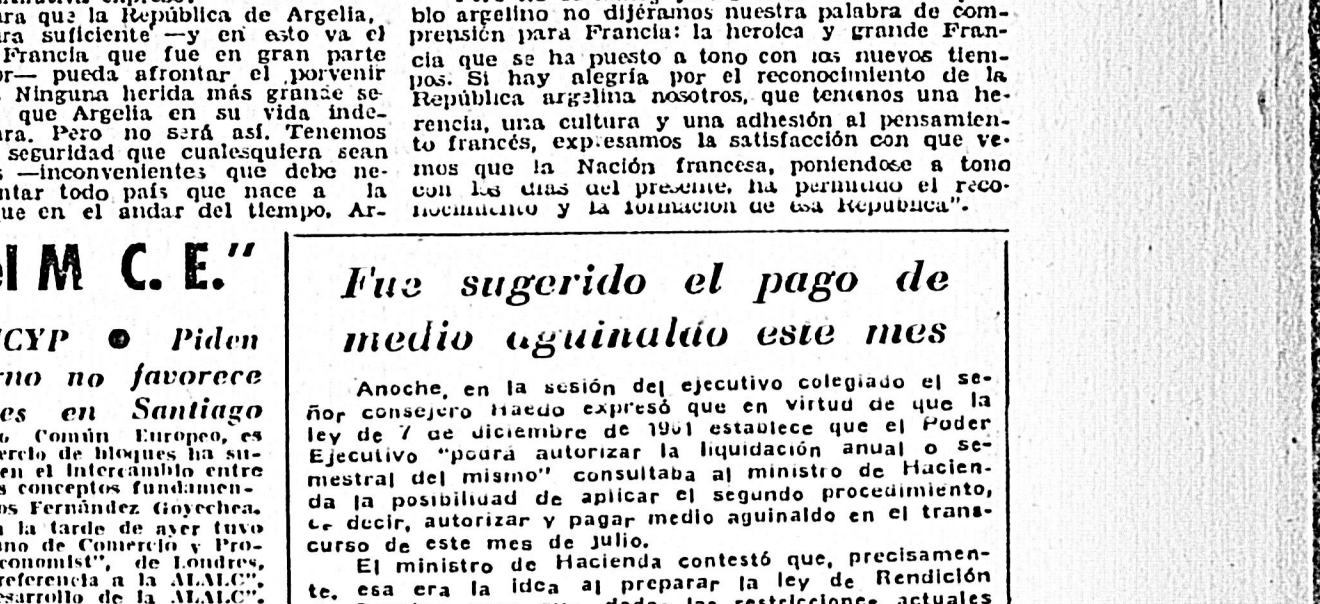 ra que la República de Argelia,
ra suficiente —y en esto va el
Francia que fue en gran parte
r— pueda afrontar el porvenir
Ninguna herida más grande se-
que Argelia en su vida inde-
ra. Pero no será así. Tenemos
seguridad que cualesquiera sean
s —inconvenientes que debe ne-
ntar todo país que nace a la
ue en el andar del tiempo, Ar-
blo argelino no dijéramos nuestra palabra de com-
prensión para Francia: la heroica y grande Fran-
cia que se ha puesto a tono con los nuevos tiem-
pos. Si hay alegría por el reconocimiento de la
República argelina nosotros, que tenemos una he-
rencia, una cultura y una adhesión al pensamien-
to francés, expresamos la satisfacción con que ve-
mos que la Nación francesa, poniendose a tono
con los dias del presente, ha permitido el reco-
nocimiento y la formación de esa República".
el M C. E."
CYP ● Piden
rno no favorece
es en Santiago
o Común Europeo, es
ercio de bloques ha su-
en el intercambio entre
s conceptos fundamen-
os Fernández Goyechea.
a la tarde de ayer tuvo
ano de Comercio y Pro-
conomist", de Londres,
referencia a la ALALC",
esarrollo de la ALALC".
Fue sugerido el pago de
medio aguinaldo este mes
Anoche, en la sesión del ejecutivo colegiado el se-
ñor consejero Haedo expresó que en virtud de que la
ley de 7 de diciembre de 1961 establece que el Poder
Ejecutivo "podrá autorizar la liquidación anual o se-
mestral del mismo" consultaba al ministro de Hacien-
da la posibilidad de aplicar el segundo procedimiento,
decir, autorizar y pagar medio aguinaldo en el trans-
curso de este mes de julio.
El ministro de Hacienda contestó que, precisamen-
te, esa era la idea al preparar la ley de Rendición
las restricciones actuales